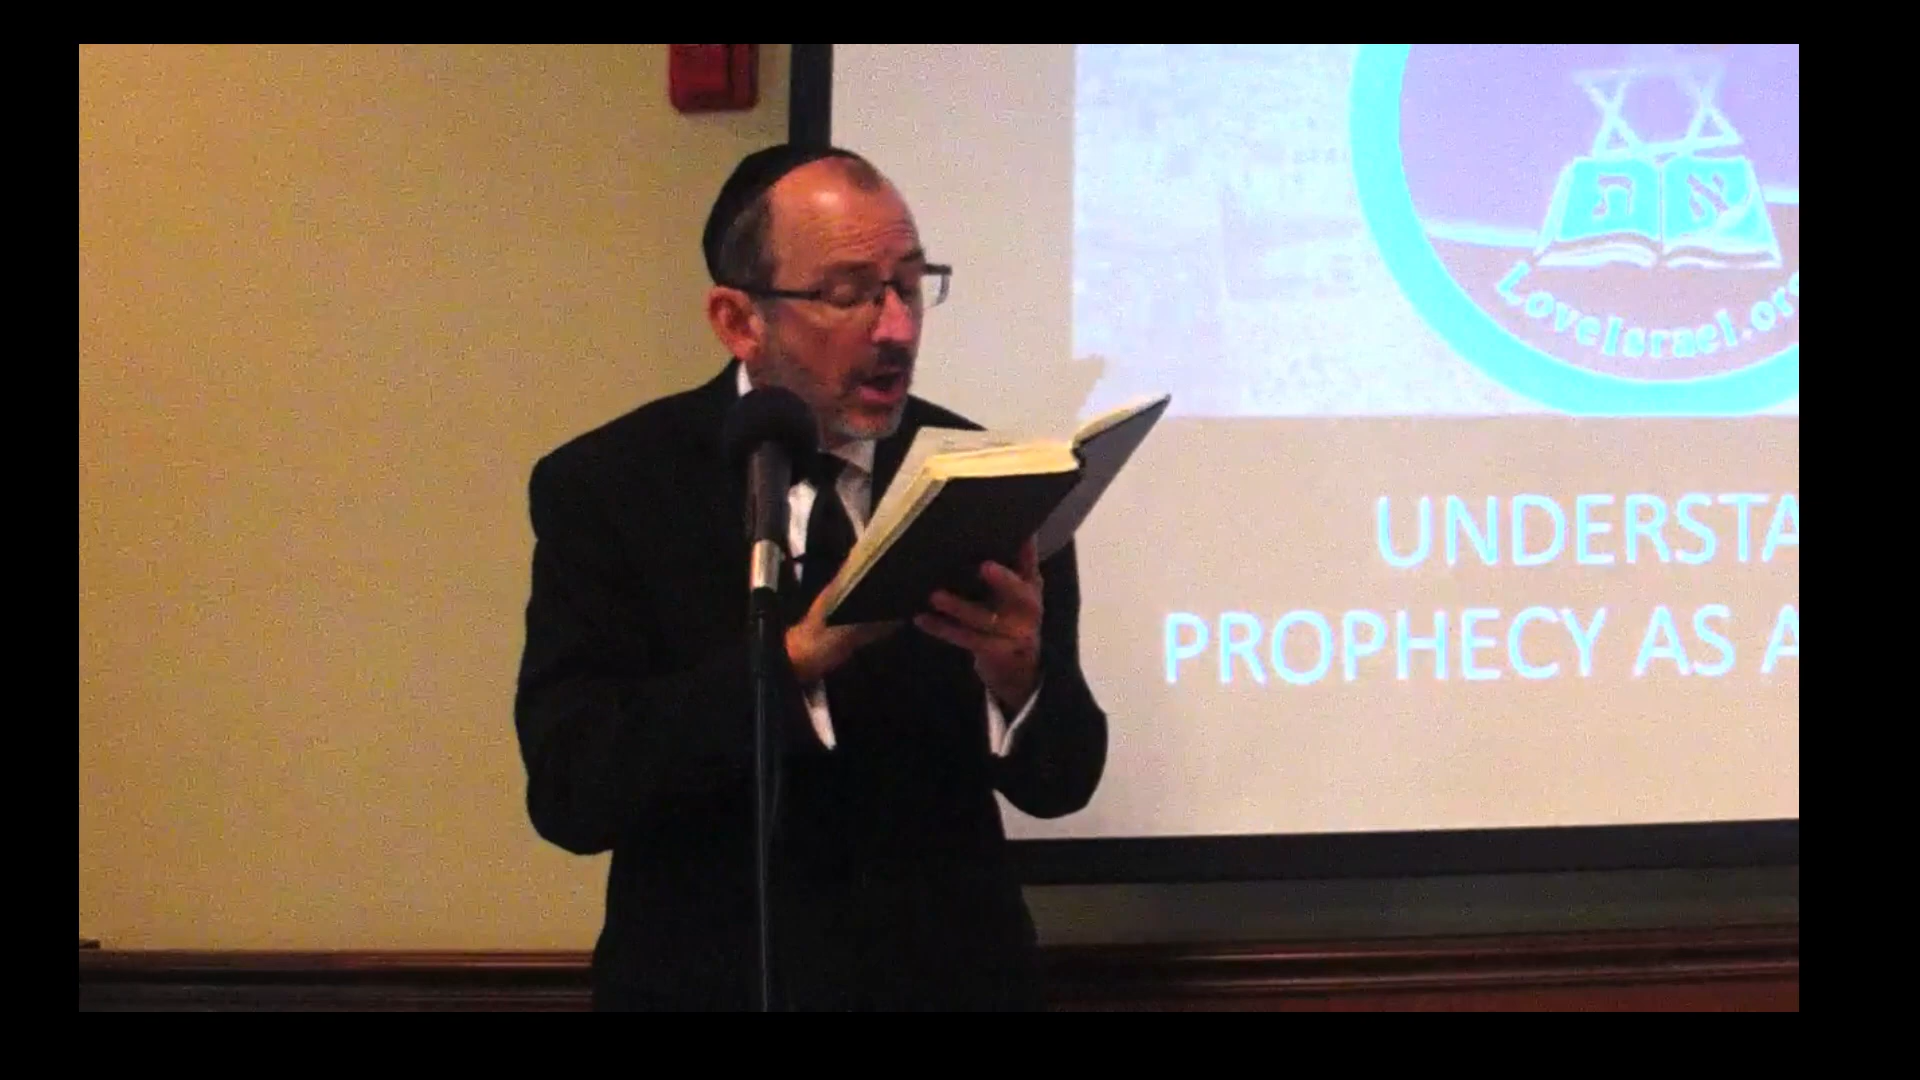 ת א
LoveIsrael.org
UNDERSTA
PROPHECY AS A